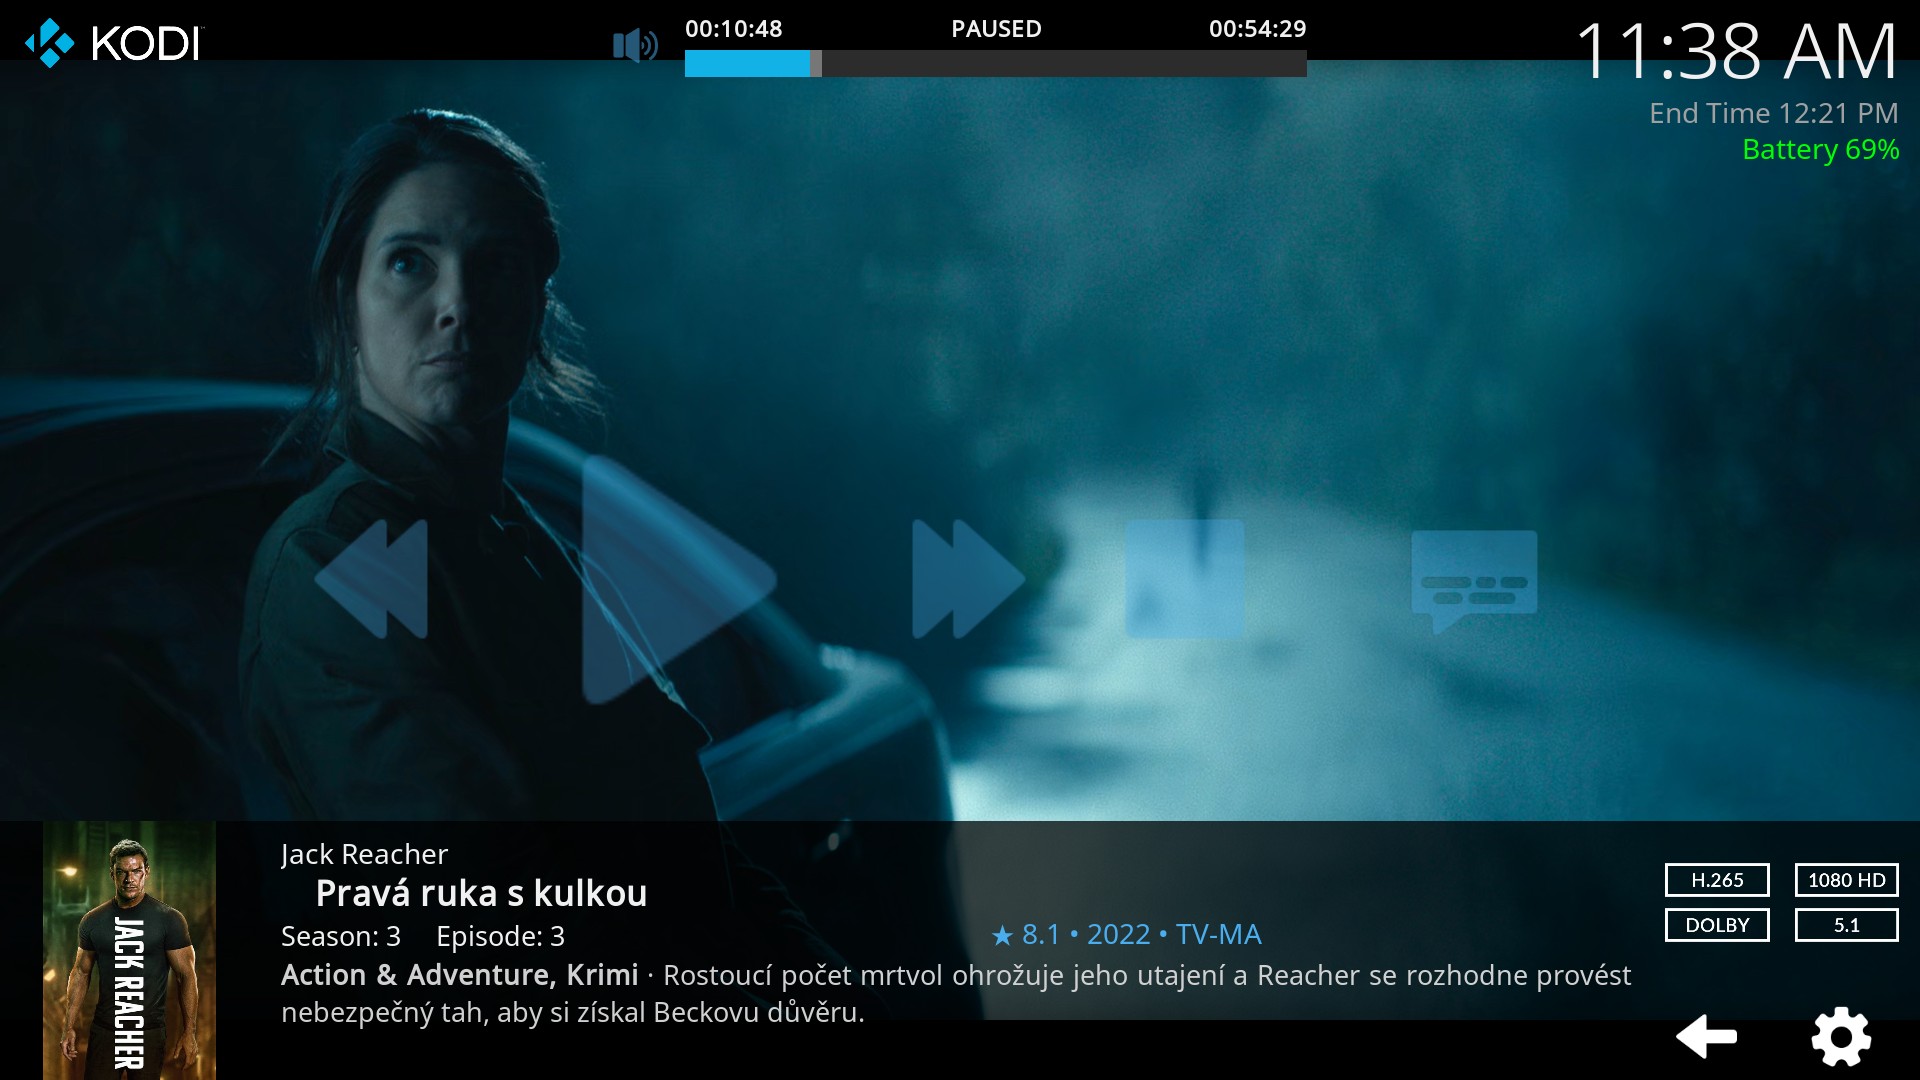 KODI
00:10:48 PAUSED 00:54:29
11:38 AM
End Time 12:21 PM
Battery 69%
Jack Reacher
Pravá ruka s kulkou
Season: 3 Episode: 3
★ 8.1 • 2022 • TV-MA
Action & Adventure, Krimi · Rostoucí počet mrtvol ohrožuje jeho utajení a Reacher se rozhodne provést
nebezpečný tah, aby si získal Beckovu důvěru.
H.265 1080 HD
DOLBY 5.1
JACK REACHER